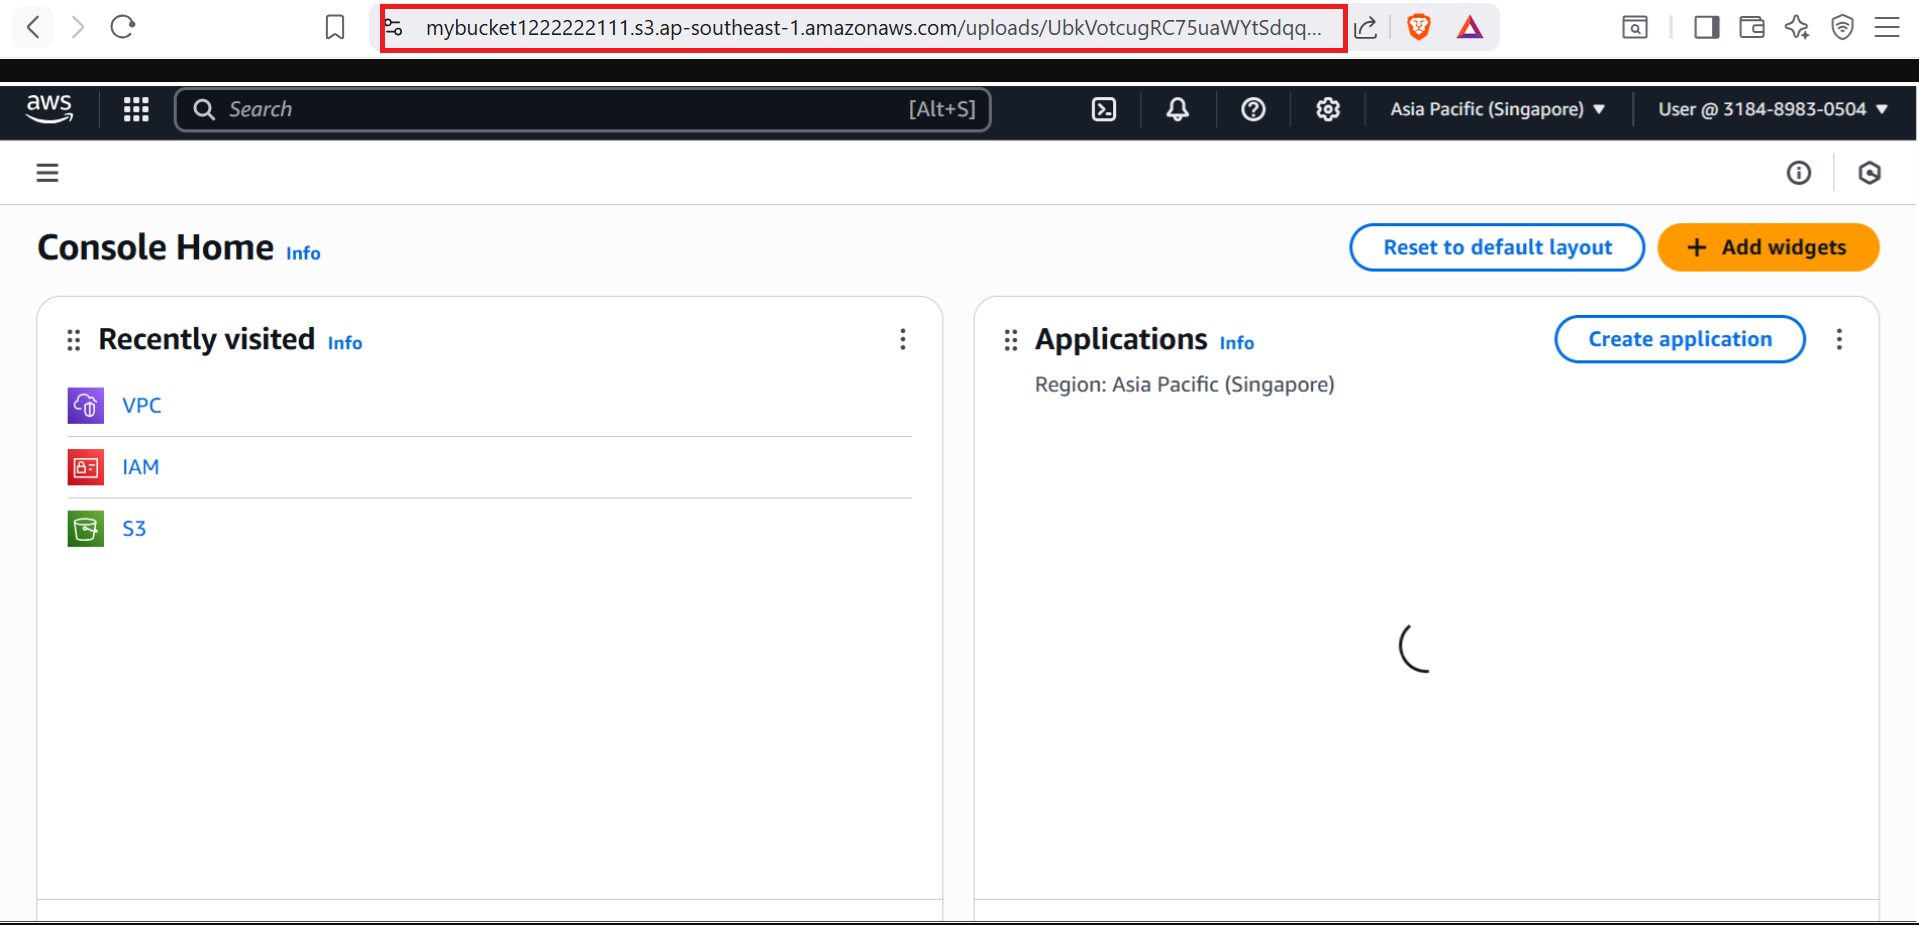 mybucket1222222111.s3.ap-southeast-1.amazonaws.com/uploads/UbkVotcugRC75uaWYtSdqq...
aws
Search [Alt+S]
Asia Pacific (Singapore)
User @ 3184-8983-0504
Console Home Info
Reset to default layout
+ Add widgets
Recently visited Info
VPC
IAM
S3
Applications Info
Create application
Region: Asia Pacific (Singapore)